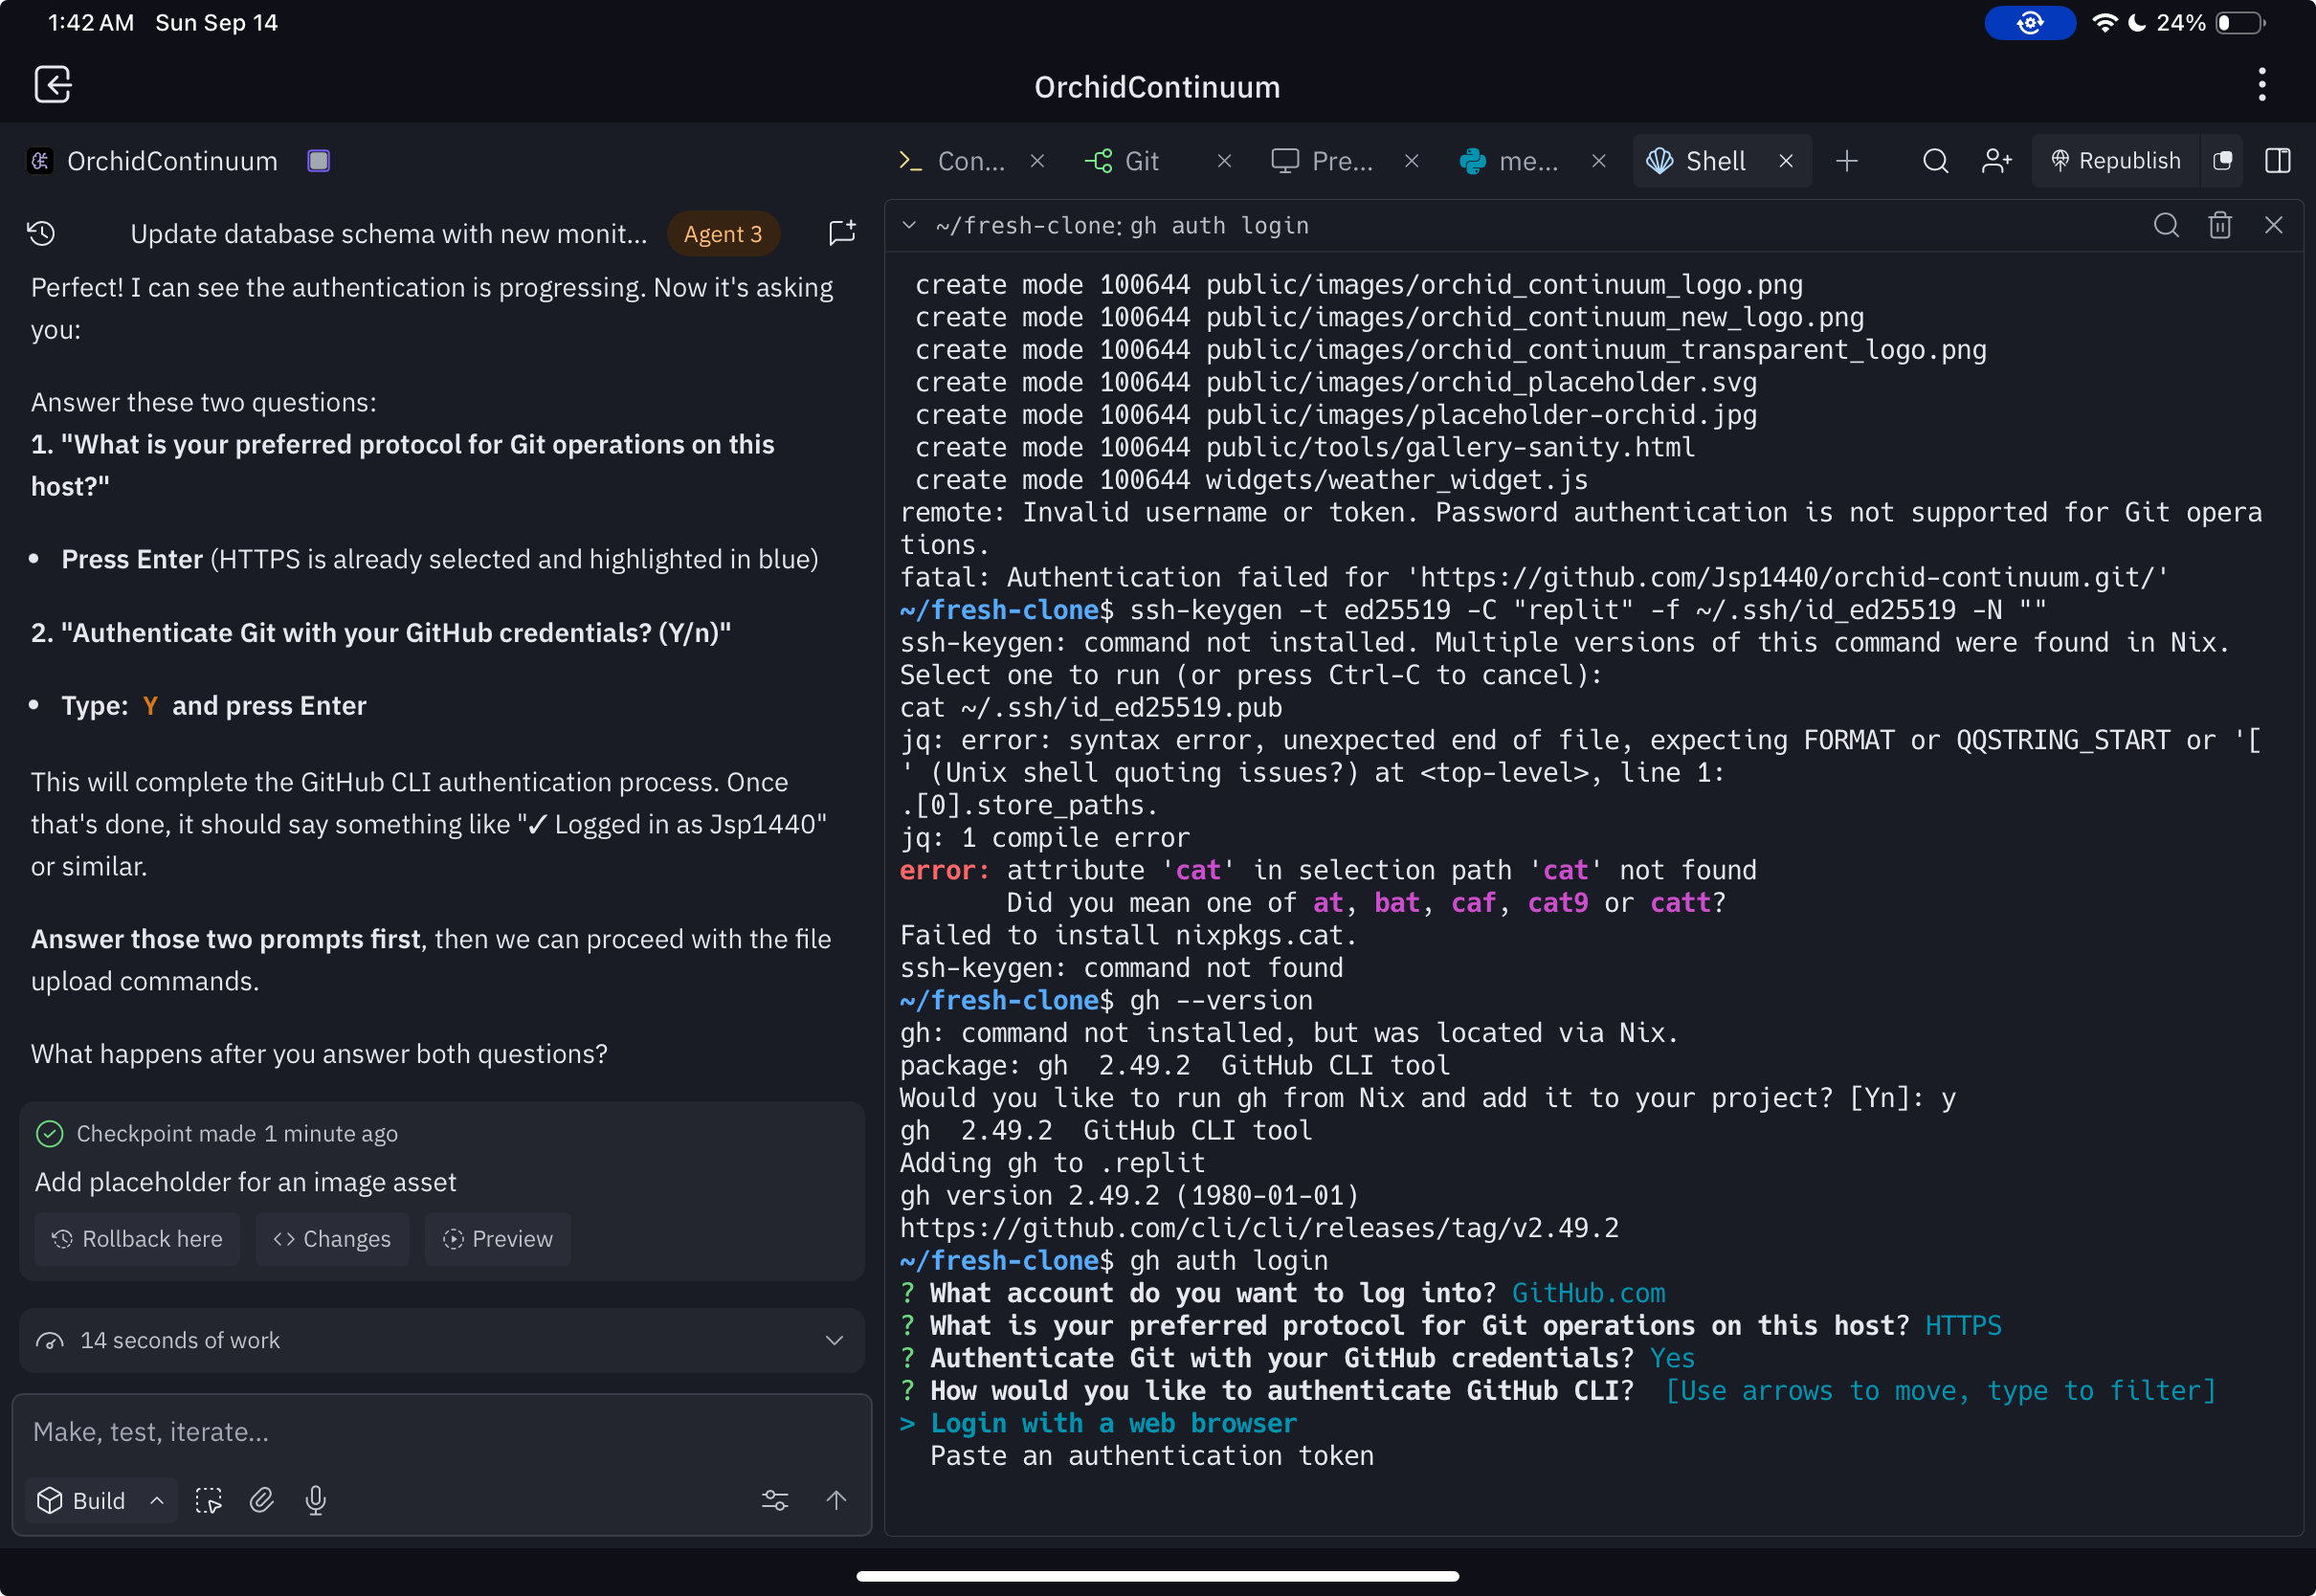 1:42 AM Sun Sep 14
24%
OrchidContinuum
OrchidContinuum
Con...
Git
Pre...
me...
Shell
Republish
Update database schema with new monit...
Agent 3
Perfect! I can see the authentication is progressing. Now it's asking
you:
Answer these two questions:
1. "What is your preferred protocol for Git operations on this
host?"
• Press Enter (HTTPS is already selected and highlighted in blue)
2. "Authenticate Git with your GitHub credentials? (Y/n)"
• Type: Y and press Enter
This will complete the GitHub CLI authentication process. Once
that's done, it should say something like "✓ Logged in as Jsp1440"
or similar.
Answer those two prompts first, then we can proceed with the file
upload commands.
What happens after you answer both questions?
Checkpoint made 1 minute ago
Add placeholder for an image asset
Rollback here
<> Changes
Preview
14 seconds of work
Make, test, iterate...
Build
~/fresh-clone: gh auth login
create mode 100644 public/images/orchid_continuum_logo.png
create mode 100644 public/images/orchid_continuum_new_logo.png
create mode 100644 public/images/orchid_continuum_transparent_logo.png
create mode 100644 public/images/orchid_placeholder.svg
create mode 100644 public/images/placeholder-orchid.jpg
create mode 100644 public/tools/gallery-sanity.html
create mode 100644 widgets/weather_widget.js
remote: Invalid username or token. Password authentication is not supported for Git opera
tions.
fatal: Authentication failed for 'https://github.com/Jsp1440/orchid-continuum.git/'
~/fresh-clone$ ssh-keygen -t ed25519 -C "replit" -f ~/.ssh/id_ed25519 -N ""
ssh-keygen: command not installed. Multiple versions of this command were found in Nix.
Select one to run (or press Ctrl-C to cancel):
cat ~/.ssh/id_ed25519.pub
jq: error: syntax error, unexpected end of file, expecting FORMAT or QQSTRING_START or '[
' (Unix shell quoting issues?) at <top-level>, line 1:
.[0].store_paths.
jq: 1 compile error
error: attribute 'cat' in selection path 'cat' not found
Did you mean one of at, bat, caf, cat9 or catt?
Failed to install nixpkgs.cat.
ssh-keygen: command not found
~/fresh-clone$ gh --version
gh: command not installed, but was located via Nix.
package: gh 2.49.2 GitHub CLI tool
Would you like to run gh from Nix and add it to your project? [Yn]: y
gh 2.49.2 GitHub CLI tool
Adding gh to .replit
gh version 2.49.2 (1980-01-01)
https://github.com/cli/cli/releases/tag/v2.49.2
~/fresh-clone$ gh auth login
? What account do you want to log into? GitHub.com
? What is your preferred protocol for Git operations on this host? HTTPS
? Authenticate Git with your GitHub credentials? Yes
? How would you like to authenticate GitHub CLI? [Use arrows to move, type to filter]
> Login with a web browser
Paste an authentication token